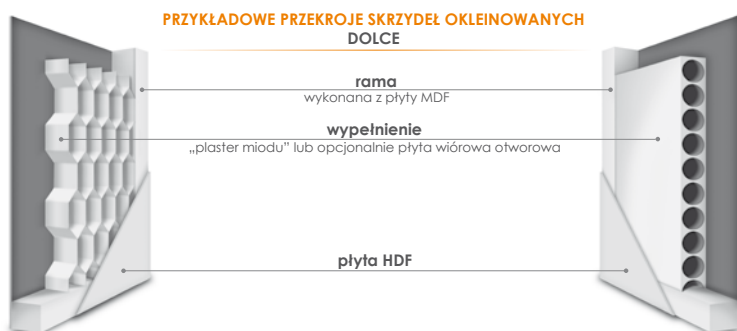 PRZYKŁADOWE PRZEKROJE SKRZYDEŁ OKLEINOWANYCH
DOLCE
rama
wykonana z płyty MDF
wypełnienie
„plaster miodu” lub opcjonalnie płyta wiórowa otworowa
płyta HDF